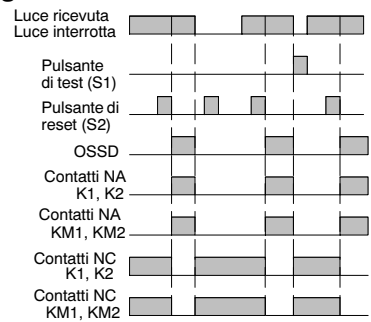 Luce ricevuta
Luce interrotta
Pulsante
di test (S1)
Pulsante di
reset (S2)
OSSD
Contatti NA
K1, K2
Contatti NA
KM1, KM2
Contatti NC
K1, K2
Contatti NC
KM1, KM2